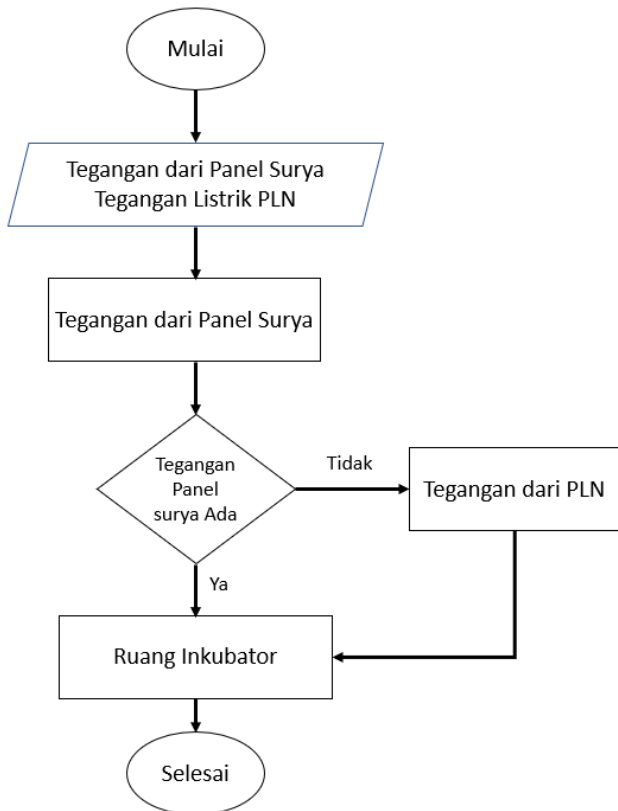 Mulai
Tegangan dari Panel Surya
Tegangan Listrik PLN
Tegangan dari Panel Surya
Tegangan
Panel
surya Ada
Tidak
Tegangan dari PLN
Ya
Ruang Inkubator
Selesai